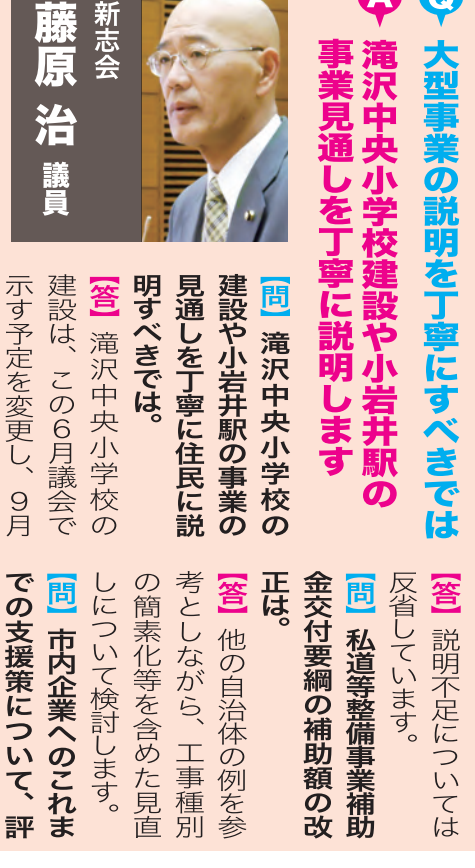 Q 大型事業の説明を丁寧にすべきでは
A 滝沢中央小学校建設や小岩井駅の
事業見通しを丁寧に説明します
新志会
藤原 治 議員
【問】 滝沢中央小学校の
建設や小岩井駅の事業の
見通しを丁寧に住民に説
明すべきでは。
【答】 滝沢中央小学校の
建設は、この6月議会で
示す予定を変更し、9月
【答】 説明不足については
反省しています。
【問】 私道等整備事業補助
金交付要綱の補助額の改
正は。
【答】 他の自治体の例を参
考としながら、工事種別
の簡素化等を含めた見直
しについて検討します。
【問】 市内企業へのこれま
での支援策について、評